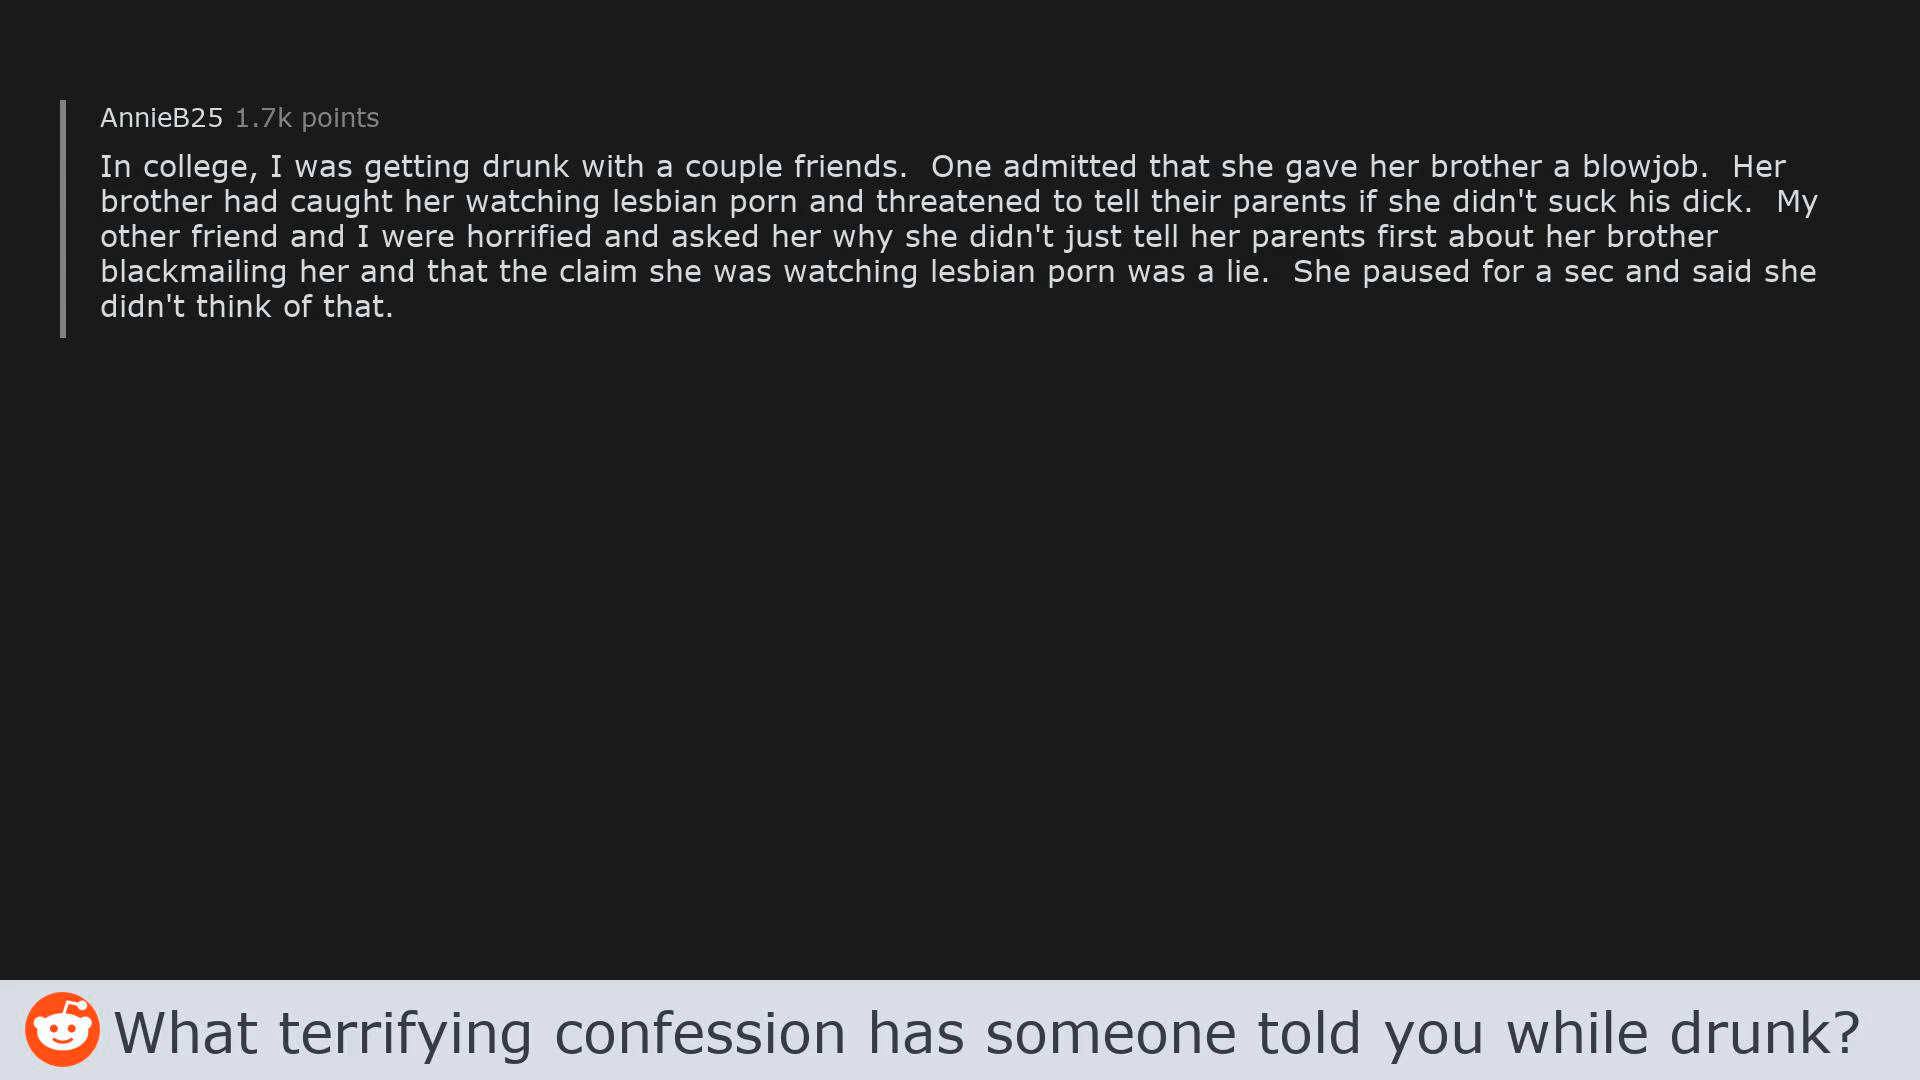 AnnieB25 1.7k points
In college, I was getting drunk with a couple friends.  One admitted that she gave her brother a blowjob.  Her
brother had caught her watching lesbian porn and threatened to tell their parents if she didn't suck his dick.  My
other friend and I were horrified and asked her why she didn't just tell her parents first about her brother
blackmailing her and that the claim she was watching lesbian porn was a lie.  She paused for a sec and said she
didn't think of that.
What terrifying confession has someone told you while drunk?